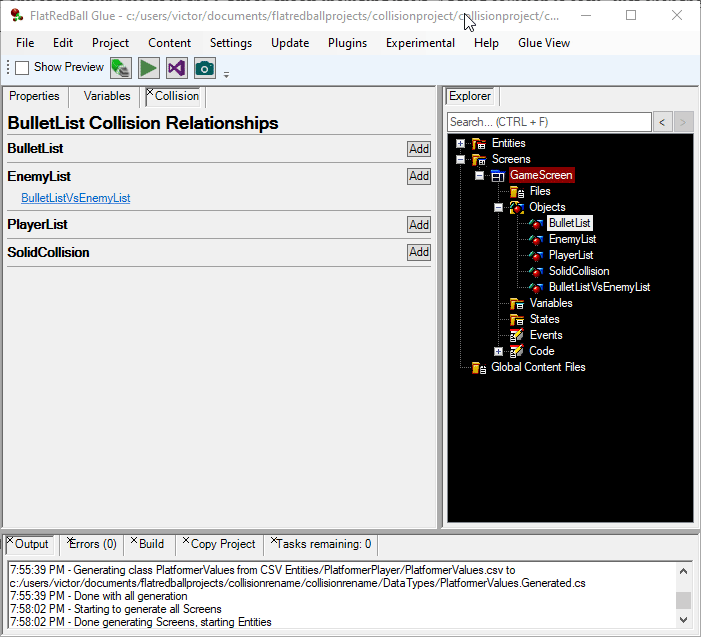 FlatRedBall Glue - c:/users/victor/documents/flatredballprojects/collisionproject/collisionproject/c...
File Edit Project Content Settings Update Plugins Experimental Help Glue View
Show Preview
Properties Variables Collision
BulletList Collision Relationships
BulletList Add
EnemyList Add
BulletListVsEnemyList
PlayerList Add
SolidCollision Add
Explorer
Search... (CTRL + F) < >
Entities
Screens
GameScreen
Files
Objects
BulletList
EnemyList
PlayerList
SolidCollision
BulletListVsEnemyList
Variables
States
Events
Code
Global Content Files
Output Errors (0) Build Copy Project Tasks remaining: 0
7:55:39 PM - Generating class PlatformerValues from CSV Entities/PlatformerPlayer/PlatformerValues.csv to
c:/users/victor/documents/flatredballprojects/collisionrename/collisionrename/DataTypes/PlatformerValues.Generated.cs
7:55:39 PM - Done with all generation
7:58:02 PM - Starting to generate all Screens
7:58:02 PM - Done generating Screens, starting Entities